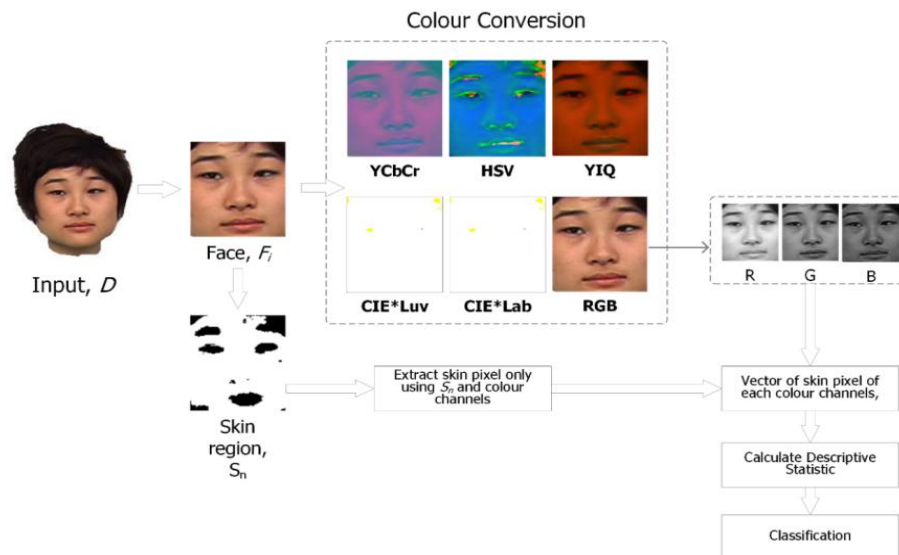 Colour Conversion
YCbCr
HSV
YIQ
CIE*Luv
CIE*Lab
RGB
Input, D
Face, Fi
R
G
B
Skin
region,
Sn
Extract skin pixel only
using Sn and colour
channels
Vector of skin pixel of
each colour channels,
Calculate Descriptive
Statistic
Classification